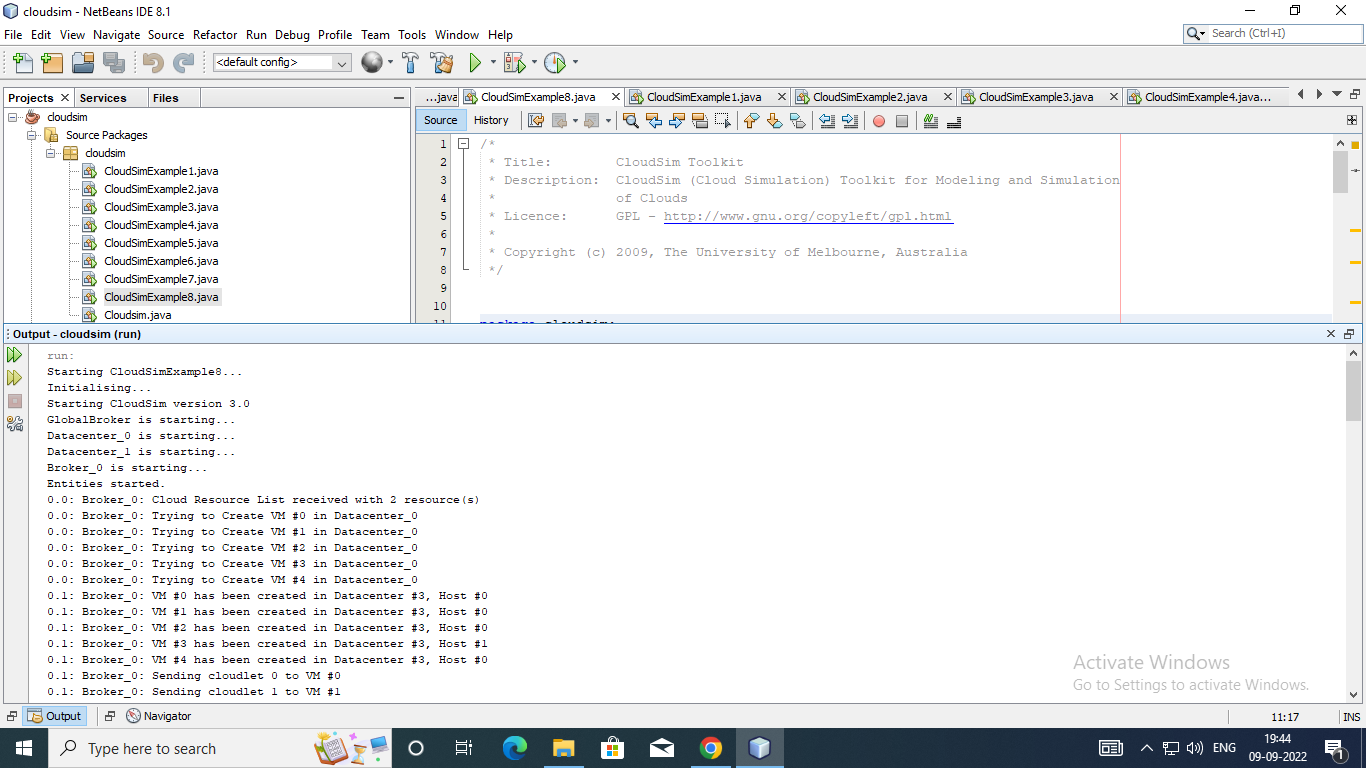 cloudsim - NetBeans IDE 8.1
File Edit View Navigate Source Refactor Run Debug Profile Team Tools Window Help
Search (Ctrl+I)
<default config>
Projects Services Files
cloudsim
Source Packages
cloudsim
CloudSimExample1.java
CloudSimExample2.java
CloudSimExample3.java
CloudSimExample4.java
CloudSimExample5.java
CloudSimExample6.java
CloudSimExample7.java
CloudSimExample8.java
Cloudsim.java
...java CloudSimExample8.java CloudSimExample1.java CloudSimExample2.java CloudSimExample3.java CloudSimExample4.java...
Source History
1 /*
2 * Title: CloudSim Toolkit
3 * Description: CloudSim (Cloud Simulation) Toolkit for Modeling and Simulation
4 * of Clouds
5 * Licence: GPL - http://www.gnu.org/copyleft/gpl.html
6 *
7 * Copyright (c) 2009, The University of Melbourne, Australia
8 */
9
10
11 package cloudsim;
Output - cloudsim (run)
run:
Starting CloudSimExample8...
Initialising...
Starting CloudSim version 3.0
GlobalBroker is starting...
Datacenter_0 is starting...
Datacenter_1 is starting...
Broker_0 is starting...
Entities started.
0.0: Broker_0: Cloud Resource List received with 2 resource(s)
0.0: Broker_0: Trying to Create VM #0 in Datacenter_0
0.0: Broker_0: Trying to Create VM #1 in Datacenter_0
0.0: Broker_0: Trying to Create VM #2 in Datacenter_0
0.0: Broker_0: Trying to Create VM #3 in Datacenter_0
0.0: Broker_0: Trying to Create VM #4 in Datacenter_0
0.1: Broker_0: VM #0 has been created in Datacenter #3, Host #0
0.1: Broker_0: VM #1 has been created in Datacenter #3, Host #0
0.1: Broker_0: VM #2 has been created in Datacenter #3, Host #0
0.1: Broker_0: VM #3 has been created in Datacenter #3, Host #1
0.1: Broker_0: VM #4 has been created in Datacenter #3, Host #0
0.1: Broker_0: Sending cloudlet 0 to VM #0
0.1: Broker_0: Sending cloudlet 1 to VM #1
Activate Windows
Go to Settings to activate Windows.
Output Navigator
11:17 INS
Type here to search
ENG
19:44
09-09-2022
1